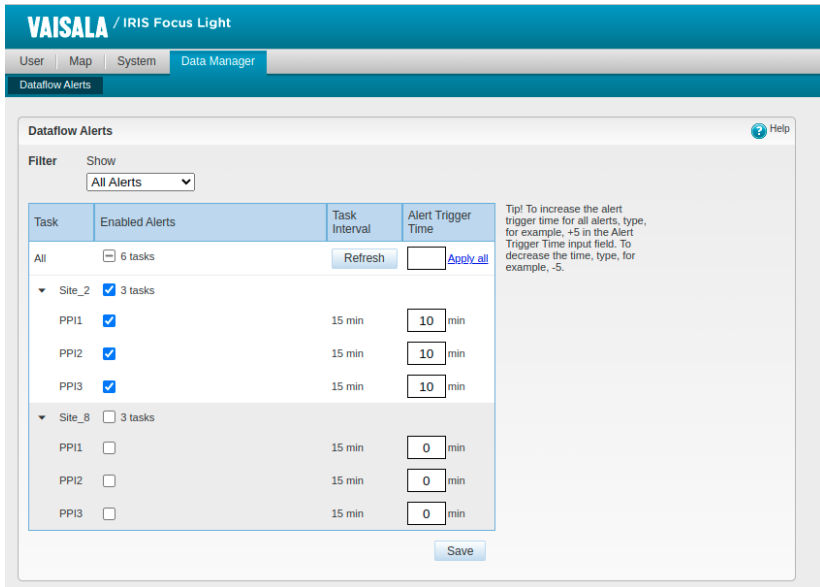 VAISALA / IRIS Focus Light
User Map System Data Manager
Dataflow Alerts
Dataflow Alerts
? Help
Filter Show
All Alerts
Task Enabled Alerts Task Interval Alert Trigger Time
All 6 tasks Refresh Apply all
Site_2 3 tasks
PPI1 15 min 10 min
PPI2 15 min 10 min
PPI3 15 min 10 min
Site_8 3 tasks
PPI1 15 min 0 min
PPI2 15 min 0 min
PPI3 15 min 0 min
Save
Tip! To increase the alert
trigger time for all alerts, type,
for example, +5 in the Alert
Trigger Time input field. To
decrease the time, type, for
example, -5.